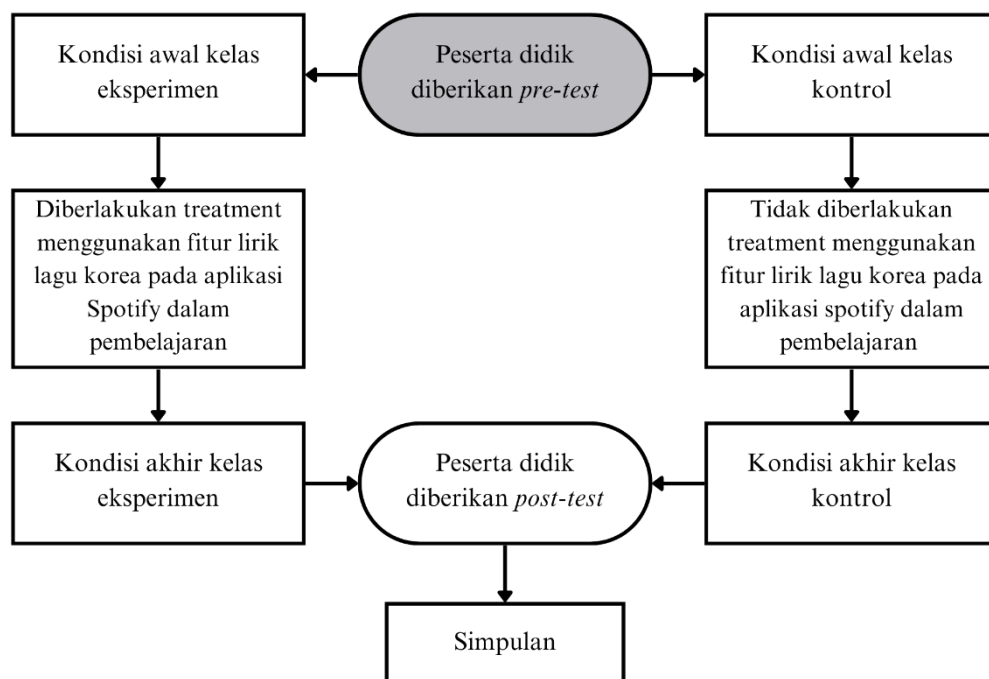 Kondisi awal kelas
eksperimen
Peserta didik
diberikan pre-test
Kondisi awal kelas
kontrol
Diberlakukan treatment
menggunakan fitur lirik
lagu korea pada aplikasi
Spotify dalam
pembelajaran
Tidak diberlakukan
treatment menggunakan
fitur lirik lagu korea pada
aplikasi spotify dalam
pembelajaran
Kondisi akhir kelas
eksperimen
Peserta didik
diberikan post-test
Kondisi akhir kelas
kontrol
Simpulan